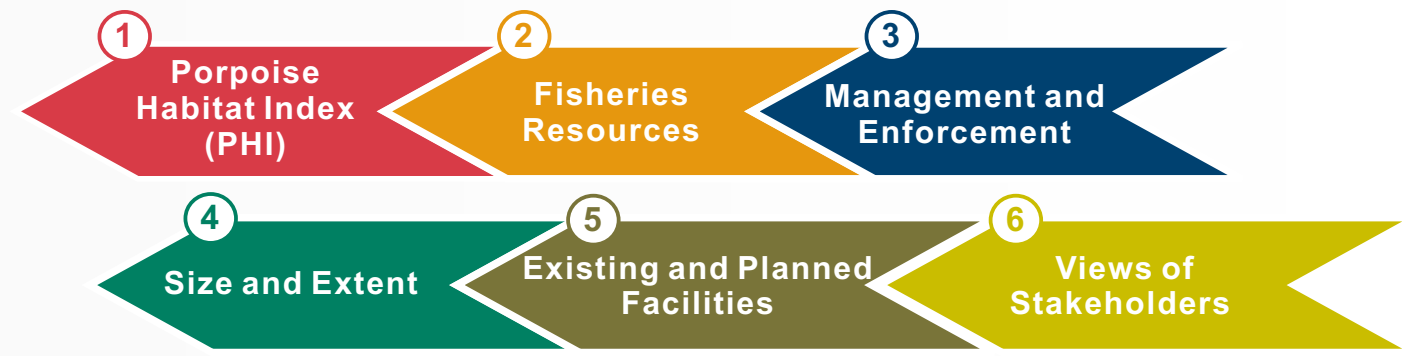 1
Porpoise
Habitat Index
(PHI)
2
Fisheries
Resources
3
Management and
Enforcement
4
Size and Extent
5
Existing and Planned
Facilities
6
Views of
Stakeholders